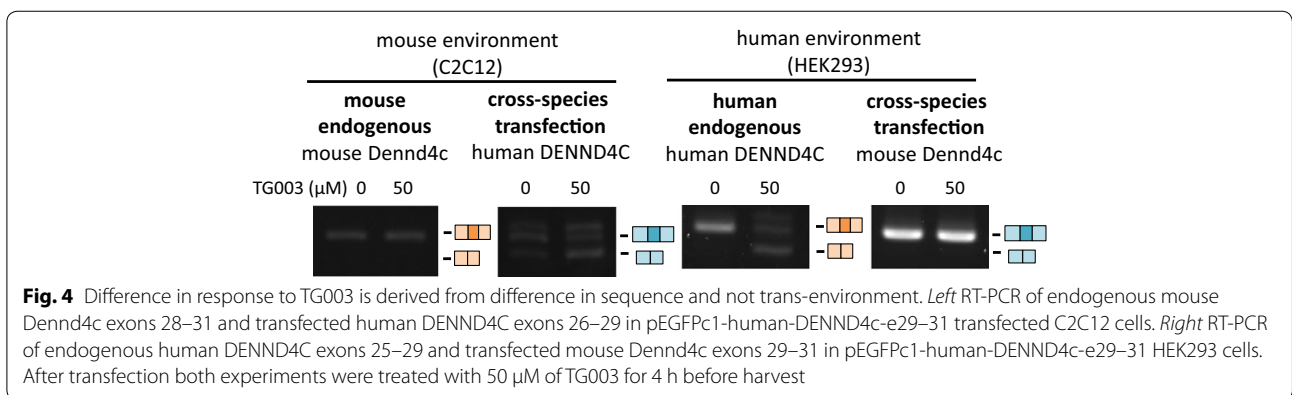 mouse environment
(C2C12)
human environment
(HEK293)
mouse
endogenous
mouse Dennd4c
cross-species
transfection
human DENND4C
human
endogenous
human DENND4C
cross-species
transfection
mouse Dennd4c
TG003 (µM) 0 50
0 50
0 50
0 50
Fig. 4 Difference in response to TG003 is derived from difference in sequence and not trans-environment. Left RT-PCR of endogenous mouse
Dennd4c exons 28–31 and transfected human DENND4C exons 26–29 in pEGFPc1-human-DENND4c-e29–31 transfected C2C12 cells. Right RT-PCR
of endogenous human DENND4C exons 25–29 and transfected mouse Dennd4c exons 29–31 in pEGFPc1-human-DENND4c-e29–31 HEK293 cells.
After transfection both experiments were treated with 50 µM of TG003 for 4 h before harvest